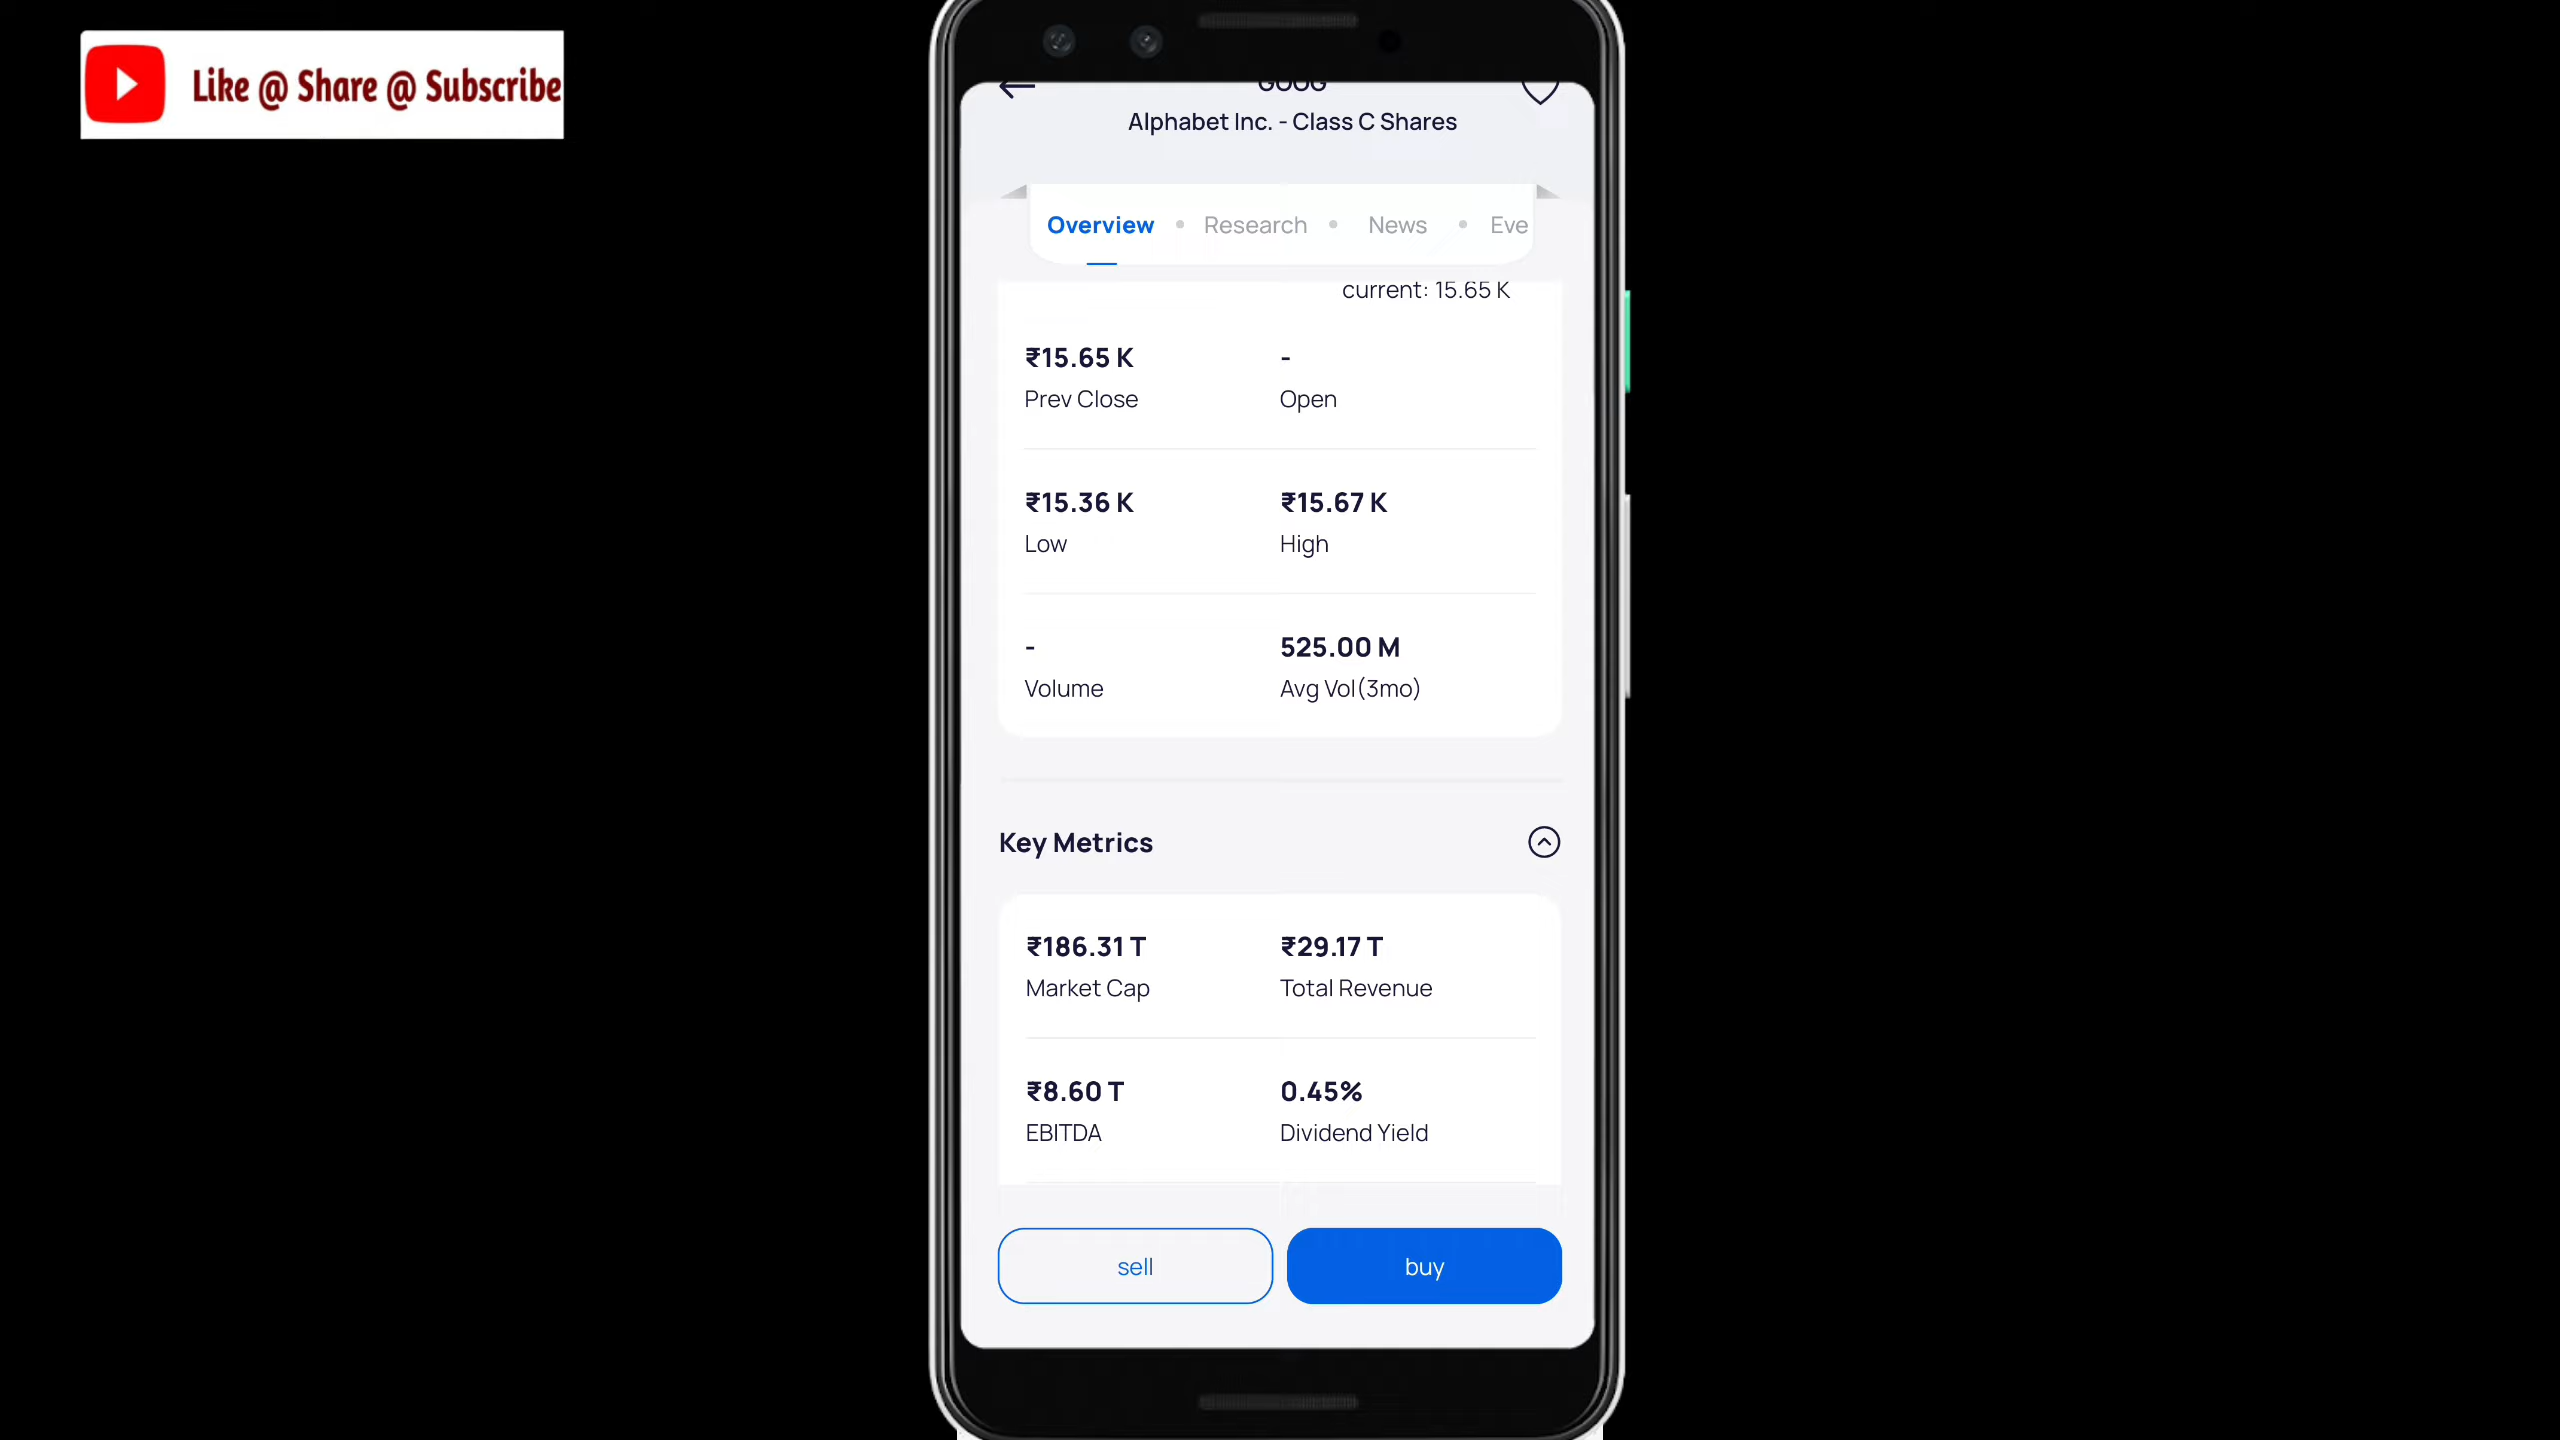 Like @ Share @ Subscribe
GOOG
Alphabet Inc. - Class C Shares
Overview • Research • News • Eve
current: 15.65 K
₹15.65 K -
Prev Close Open
₹15.36 K ₹15.67 K
Low High
- 525.00 M
Volume Avg Vol(3mo)
Key Metrics
₹186.31 T ₹29.17 T
Market Cap Total Revenue
₹8.60 T 0.45%
EBITDA Dividend Yield
sell buy